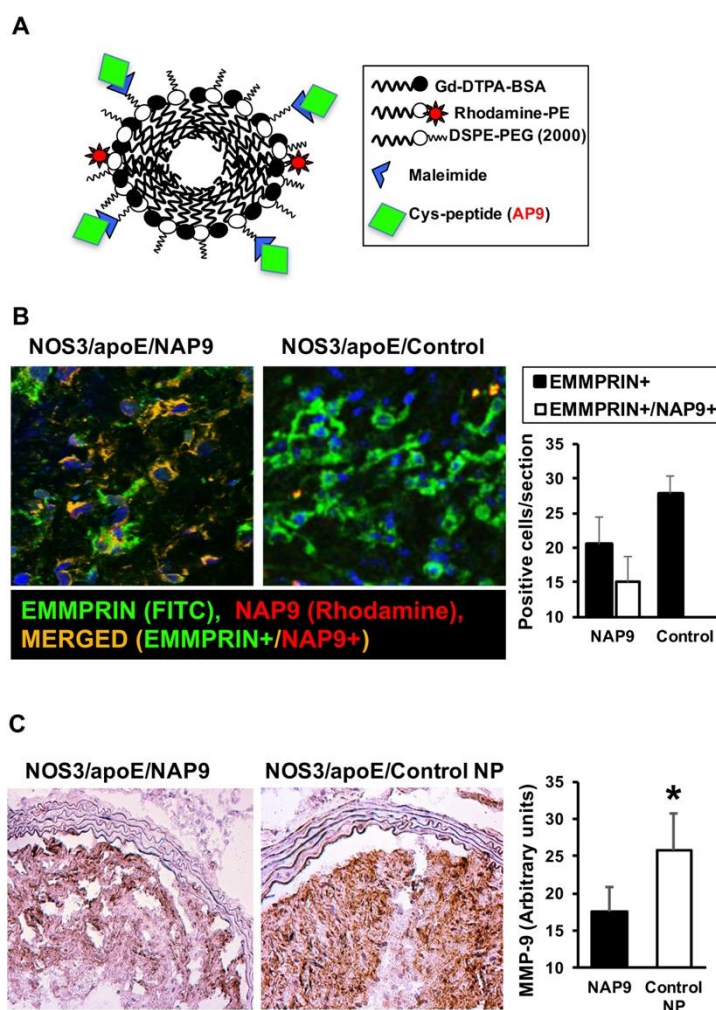 A
Gd-DTPA-BSA
Rhodamine-PE
DSPE-PEG (2000)
Maleimide
Cys-peptide (AP9)
B
NOS3/apoE/NAP9
NOS3/apoE/Control
EMMPRIN (FITC), NAP9 (Rhodamine),
MERGED (EMMPRIN+/NAP9+)
EMMPRIN+
EMMPRIN+/NAP9+
Positive cells/section
35
30
25
20
15
10
NAP9
Control
C
NOS3/apoE/NAP9
NOS3/apoE/Control NP
MMP-9 (Arbitrary units)
35
30
25
20
15
10
*
NAP9
Control
NP